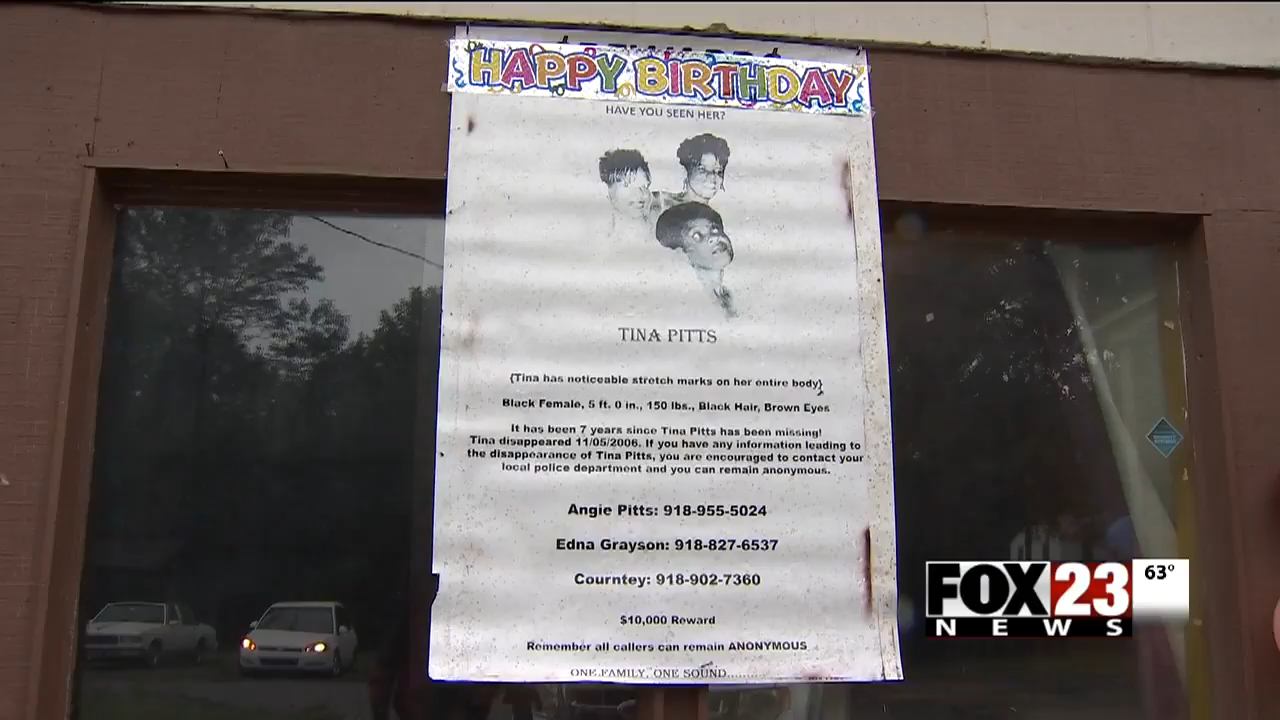 HAPPY BIRTHDAY
HAVE YOU SEEN HER?
TINA PITTS
{Tina has noticeable stretch marks on her entire body}
Black Female, 5 ft. 0 in., 150 lbs., Black Hair, Brown Eyes
It has been 7 years since Tina Pitts has been missing!
Tina disappeared 11/05/2006. If you have any information leading to
the disappearance of Tina Pitts, you are encouraged to contact your
local police department and you can remain anonymous.
Angie Pitts: 918-955-5024
Edna Grayson: 918-827-6537
Courntey: 918-902-7360
$10,000 Reward
Remember all callers can remain ANONYMOUS
ONE FAMILY, ONE SOUND........
FOX 23
NEWS
63°